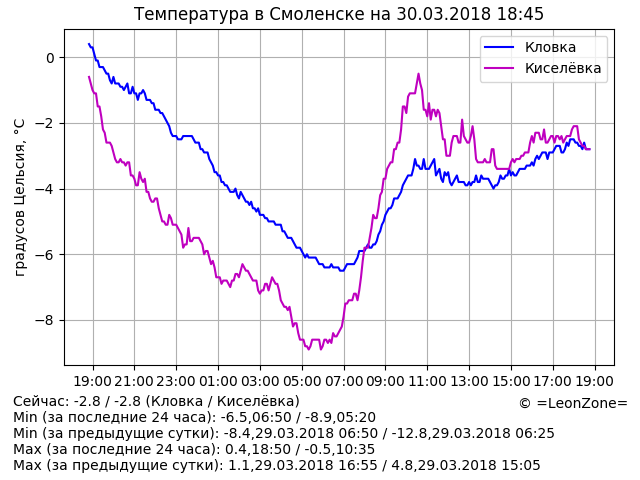 Температура в Смоленске на 30.03.2018 18:45
Кловка
Киселёвка
градусов Цельсия, °C
0
−2
−4
−6
−8
19:00 21:00 23:00 01:00 03:00 05:00 07:00 09:00 11:00 13:00 15:00 17:00 19:00
Сейчас: -2.8 / -2.8 (Кловка / Киселёвка)
© =LeonZone=
Min (за последние 24 часа): -6.5,06:50 / -8.9,05:20
Min (за предыдущие сутки): -8.4,29.03.2018 06:50 / -12.8,29.03.2018 06:25
Max (за последние 24 часа): 0.4,18:50 / -0.5,10:35
Max (за предыдущие сутки): 1.1,29.03.2018 16:55 / 4.8,29.03.2018 15:05